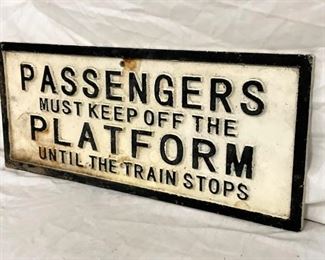 PASSENGERS
MUST KEEP OFF THE
PLATFORM
UNTIL THE TRAIN STOPS